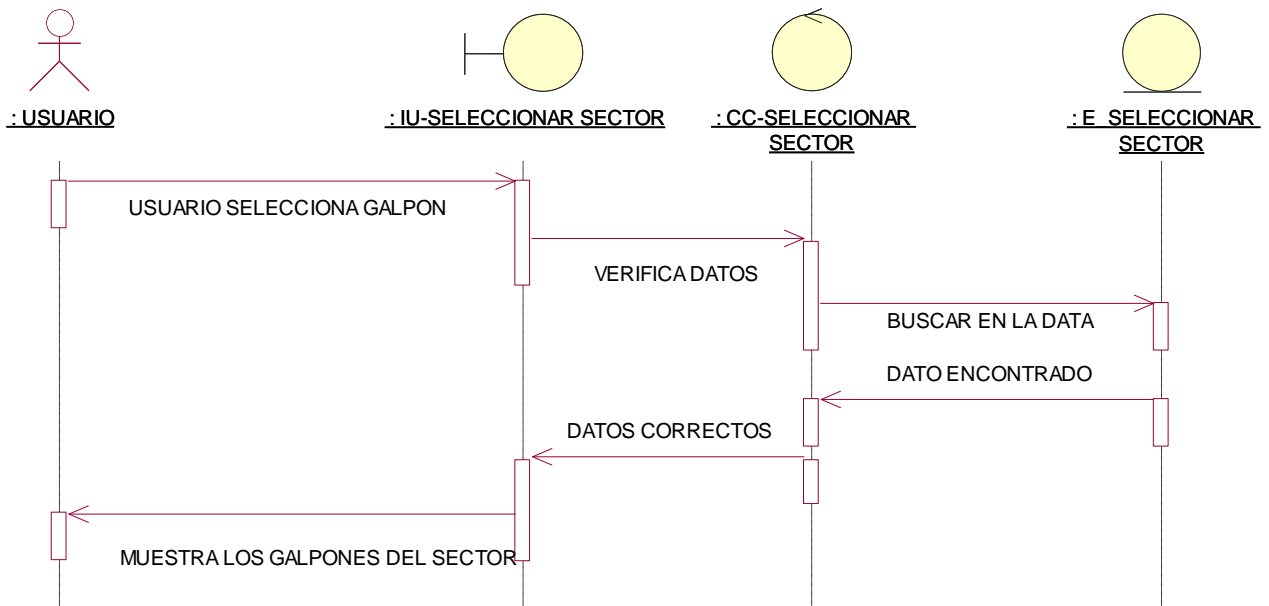 : USUARIO
: IU-SELECCIONAR SECTOR
: CC-SELECCIONAR
SECTOR
: E_SELECCIONAR
SECTOR
USUARIO SELECCIONA GALPON
VERIFICA DATOS
BUSCAR EN LA DATA
DATO ENCONTRADO
DATOS CORRECTOS
MUESTRA LOS GALPONES DEL SECTOR